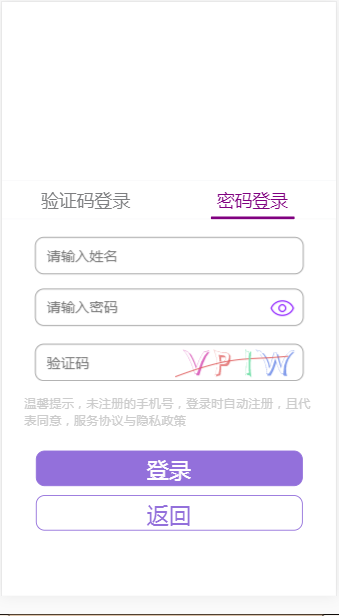 验证码登录
密码登录
请输入姓名
请输入密码
验证码 VPIW
温馨提示，未注册的手机号，登录时自动注册，且代
表同意，服务协议与隐私政策
登录
返回